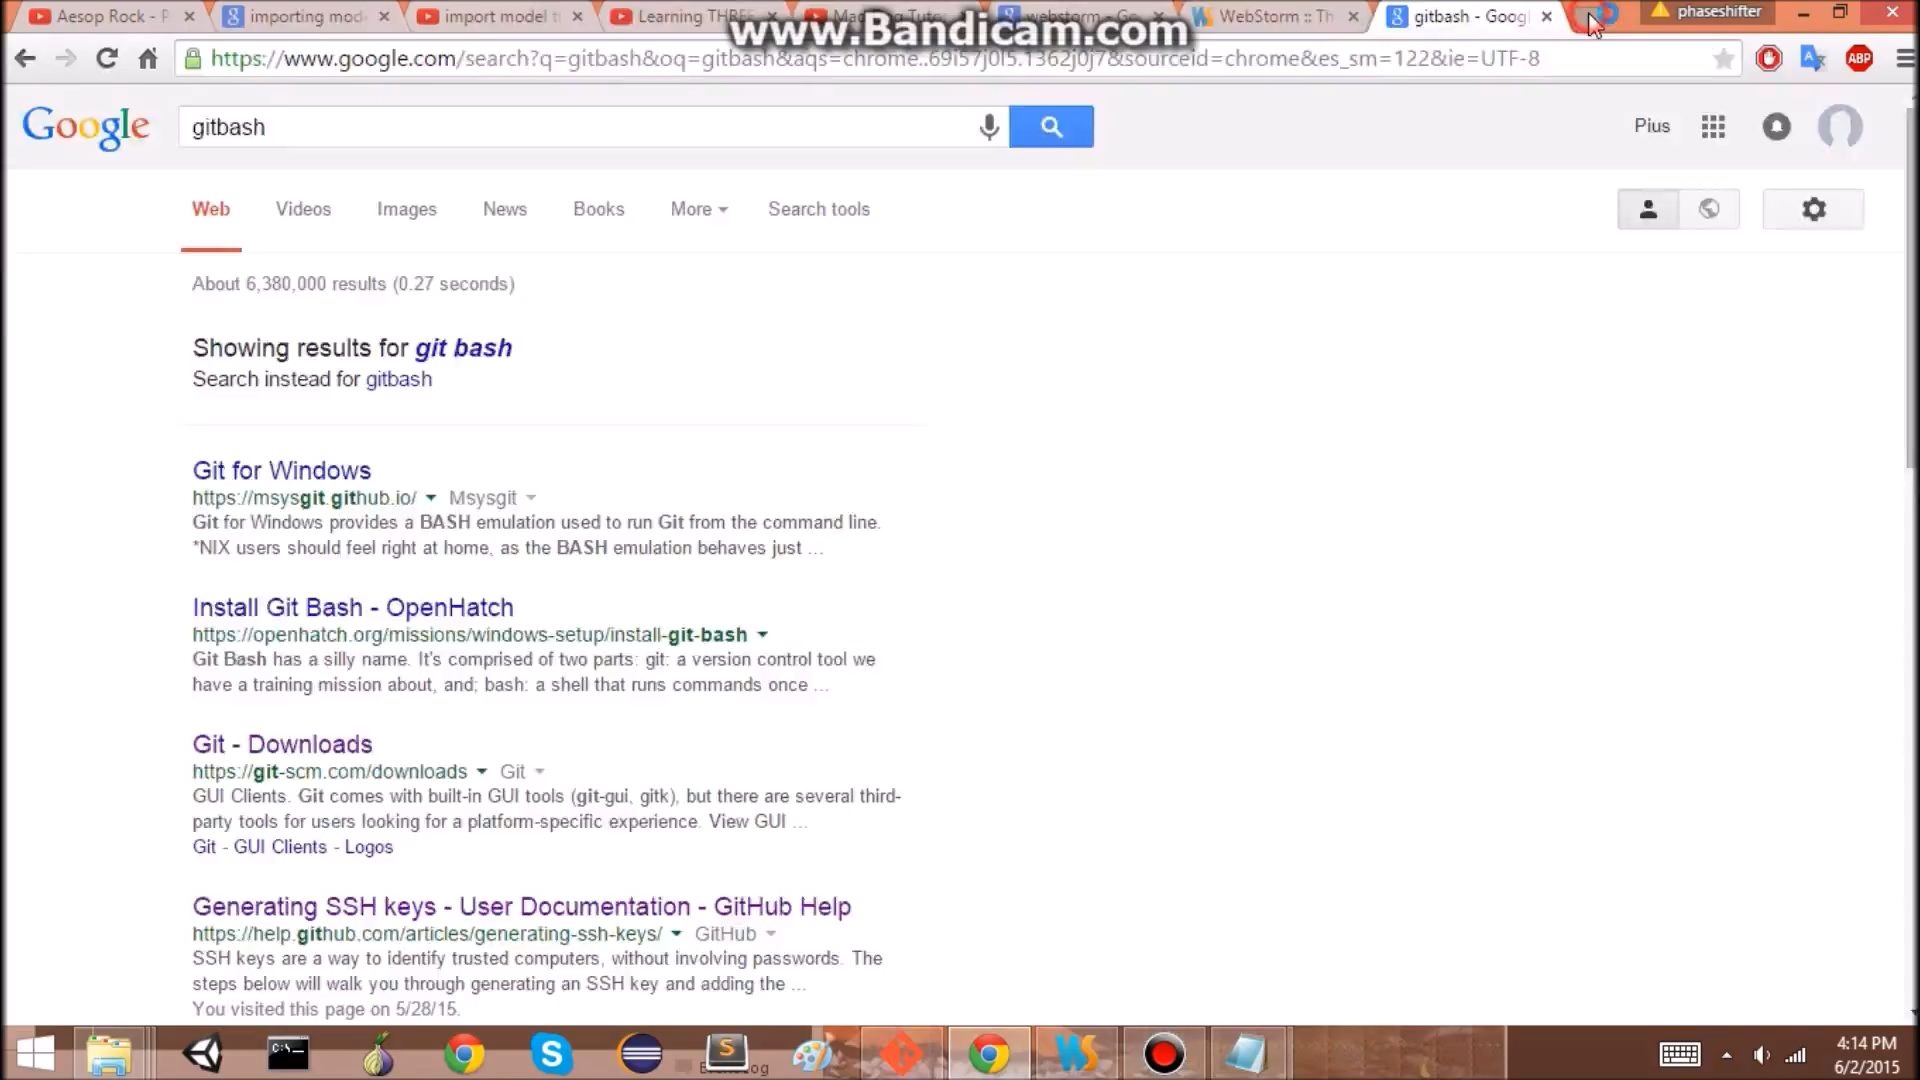 Aesop Rock - P
importing mod
import model t
Learning THREE
Mad
Tuto
webstorm - Go
WebStorm :: Th
gitbash - Goog
phaseshifter
www.Bandicam.com
https://www.google.com/search?q=gitbash&oq=gitbash&aqs=chrome..69i57j0l5.1362j0j7&sourceid=chrome&es_sm=122&ie=UTF-8
ABP
Google
gitbash
Pius
Web
Videos
Images
News
Books
More
Search tools
About 6,380,000 results (0.27 seconds)
Showing results for git bash
Search instead for gitbash
Git for Windows
https://msysgit.github.io/ Msysgit
Git for Windows provides a BASH emulation used to run Git from the command line.
*NIX users should feel right at home, as the BASH emulation behaves just ...
Install Git Bash - OpenHatch
https://openhatch.org/missions/windows-setup/install-git-bash
Git Bash has a silly name. It's comprised of two parts: git: a version control tool we
have a training mission about, and; bash: a shell that runs commands once ...
Git - Downloads
https://git-scm.com/downloads Git
GUI Clients. Git comes with built-in GUI tools (git-gui, gitk), but there are several third-
party tools for users looking for a platform-specific experience. View GUI ...
Git - GUI Clients - Logos
Generating SSH keys - User Documentation - GitHub Help
https://help.github.com/articles/generating-ssh-keys/ GitHub
SSH keys are a way to identify trusted computers, without involving passwords. The
steps below will walk you through generating an SSH key and adding the ...
You visited this page on 5/28/15.
4:14 PM
6/2/2015